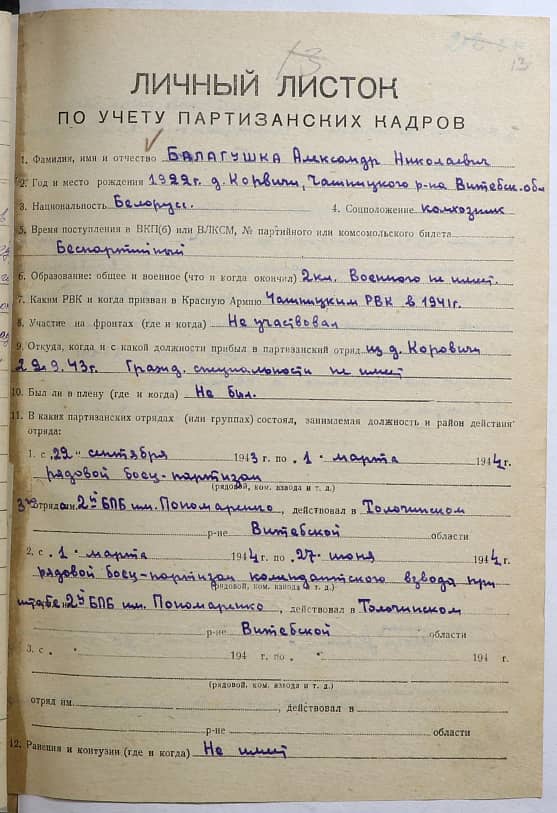 13
13
ЛИЧНЫЙ ЛИСТОК
ПО УЧЕТУ ПАРТИЗАНСКИХ КАДРОВ
1. Фамилия, имя и отчество БАЛАГУШКА Александр Николаевич
2. Год и место рождения 1922г. д. Корвичи, Чашницкого р-на Витебск. обл
3. Национальность Белорусс. 4. Соцположение колхозник
5. Время поступления в ВКП(б) или ВЛКСМ, № партийного или комсомольского билета
Беспартийный
6. Образование: общее и военное (что и когда окончил) 2кл. Военного не имеет.
7. Каким РВК и когда призван в Красную Армию Чашницким РВК в 1941г.
8. Участие на фронтах (где и когда) Не участвовал
9. Откуда, когда и с какой должности прибыл в партизанский отряд из д. Коровичи
29.9.43г. Гражд. специальности не имеет
10. Был ли в плену (где и когда) Не был.
11. В каких партизанских отрядах (или группах) состоял, занимаемая должность и район действия
отряда:
1. с „29" сентября 1943 г. по „1" марта 1944 г.
рядовой боец-партизан
(рядовой, ком. взвода и т. д.)
3го отряда им. 2й БПБ им. Пономаренко, действовал в Толочинском
р-не Витебской области
2. с „1" марта 1944 г. по „27" июня 1944 г.
рядовой боец-партизан комендантского взвода при
(рядовой, ком. взвода и т. д.)
штабе 2й БПБ им. Пономаренко, действовал в Толочинском
р-не Витебской области
3. с „ " 194 г. по „ " 194 г.
(рядовой, ком. взвода и т. д.)
отряд им. , действовал в
р-не области
12. Ранения и контузии (где и когда) Не имеет